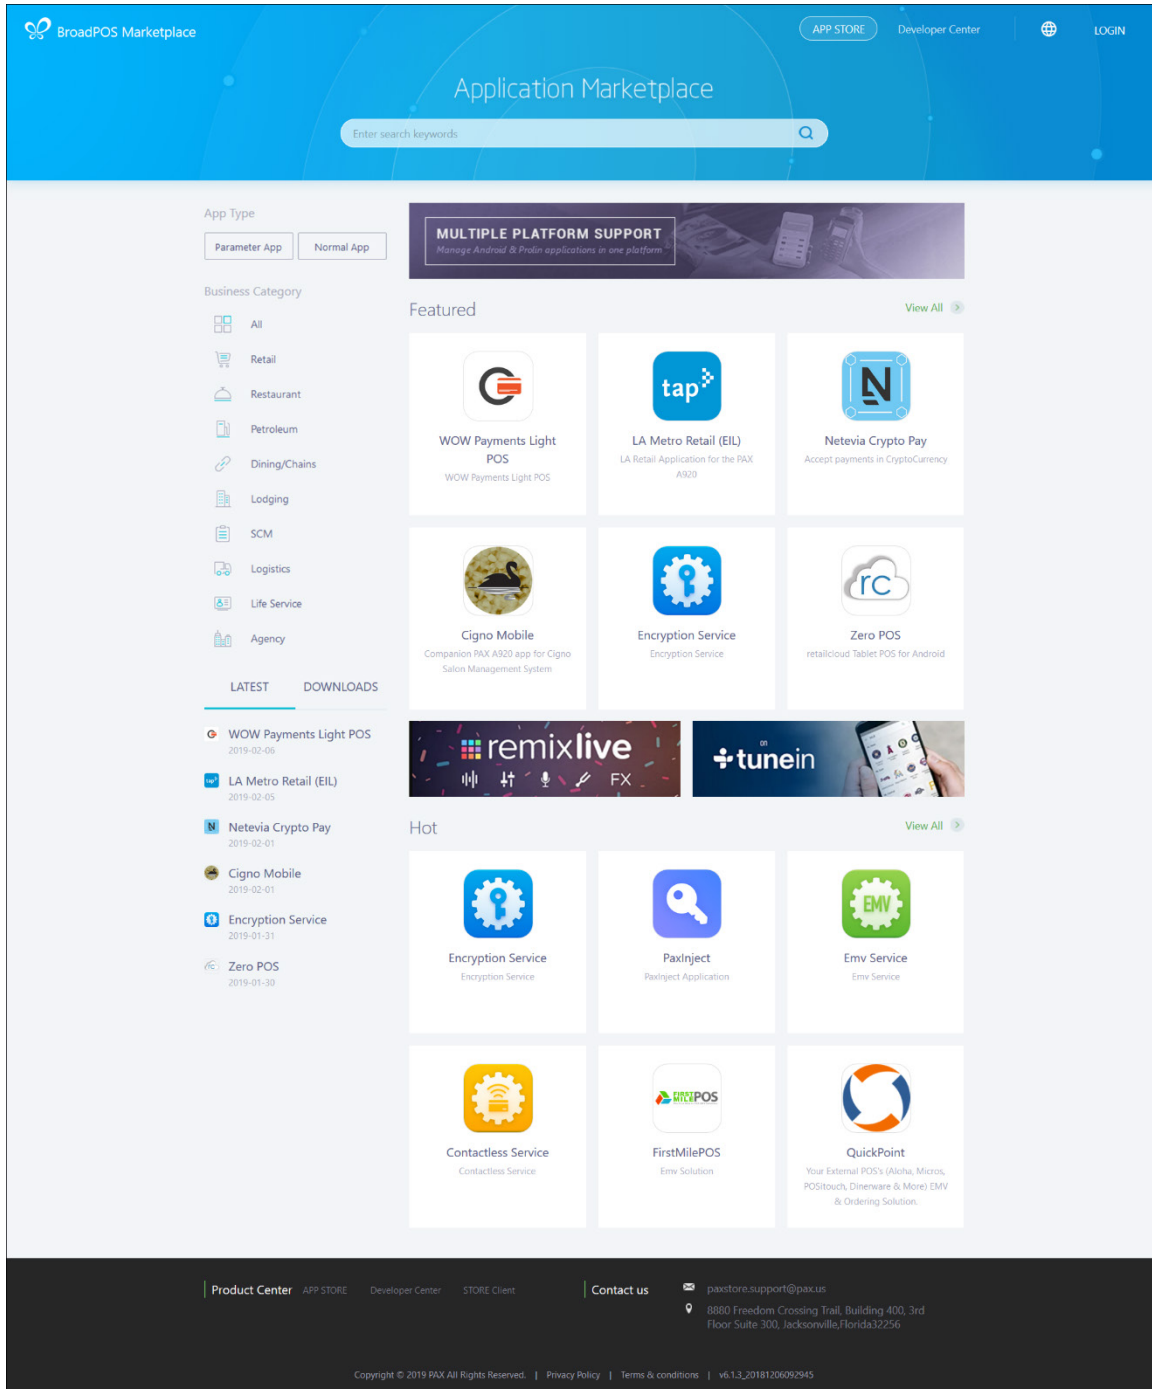 BroadPOS Marketplace
APP STORE
Developer Center
LOGIN
Application Marketplace
Enter search keywords
App Type
Parameter App
Normal App
Business Category
All
Retail
Restaurant
Petroleum
Dining/Chains
Lodging
SCM
Logistics
Life Service
Agency
LATEST
DOWNLOADS
WOW Payments Light POS
2019-02-06
LA Metro Retail (EIL)
2019-02-05
Netevia Crypto Pay
2019-02-01
Cigno Mobile
2019-02-01
Encryption Service
2019-01-31
Zero POS
2019-01-30
MULTIPLE PLATFORM SUPPORT
Manage Android & Prolin applications in one platform
Featured
View All
WOW Payments Light
POS
WOW Payments Light POS
tap
LA Metro Retail (EIL)
LA Retail Application for the PAX
A920
N
Netevia Crypto Pay
Accept payments in CryptoCurrency
Cigno Mobile
Companion PAX A920 app for Cigno
Salon Management System
Encryption Service
Encryption Service
rc
Zero POS
retailcloud Tablet POS for Android
remixlive
FX
on
tunein
Hot
View All
Encryption Service
Encryption Service
PaxInject
PaxInject Application
EMV
Emv Service
Emv Service
Contactless Service
Contactless Service
FIRST
MILE POS
FirstMilePOS
Emv Solution
QuickPoint
Your External POS's (Aloha, Micros,
POSitouch, Dinerware & More) EMV
& Ordering Solution.
Product Center
APP STORE
Developer Center
STORE Client
Contact us
paxstore.support@pax.us
8880 Freedom Crossing Trail, Building 400, 3rd
Floor Suite 300, Jacksonville,Florida32256
Copyright © 2019 PAX All Rights Reserved. | Privacy Policy | Terms & conditions | v6.1.3_20181206092945